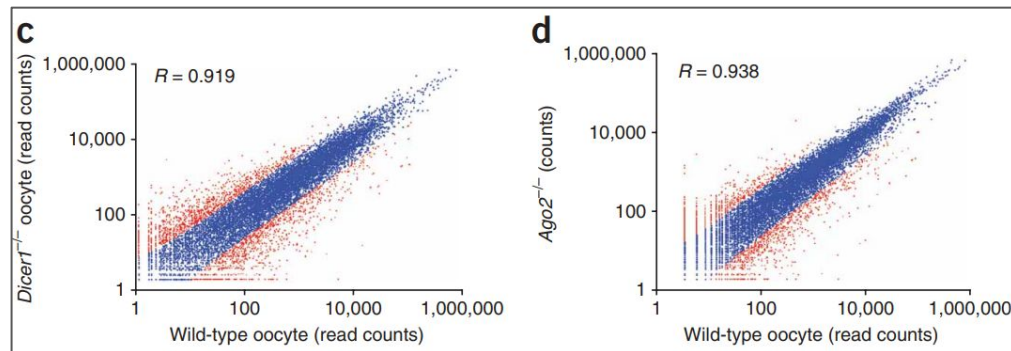 c
Dicer1−/− oocyte (read counts)
1,000,000
10,000
100
1
R = 0.919
1
100
10,000
1,000,000
Wild-type oocyte (read counts)
d
Ago2−/− (counts)
1,000,000
10,000
100
1
R = 0.938
1
100
10,000
1,000,000
Wild-type oocyte (read counts)